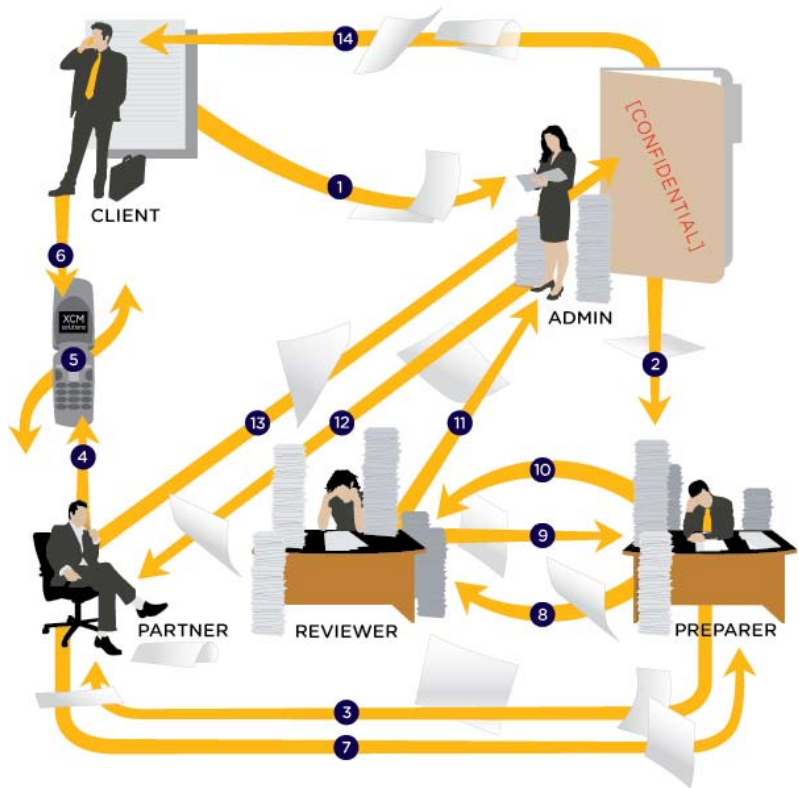 14
[CONFIDENTIAL]
1
CLIENT
6
ADMIN
XCM
solutions
5
2
13
12
11
4
10
9
8
PARTNER
REVIEWER
PREPARER
3
7